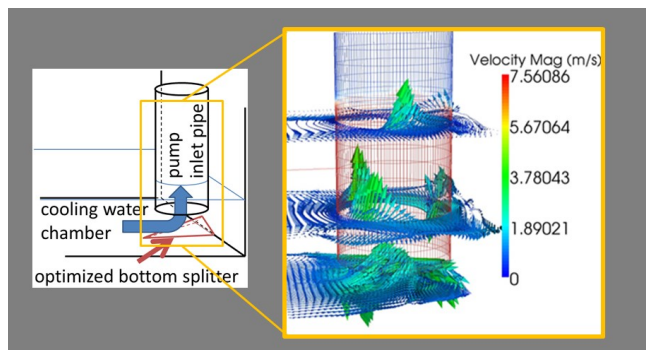 pump
inlet pipe
cooling water
chamber
optimized bottom splitter
Velocity Mag (m/s)
7.56086
5.67064
3.78043
1.89021
0